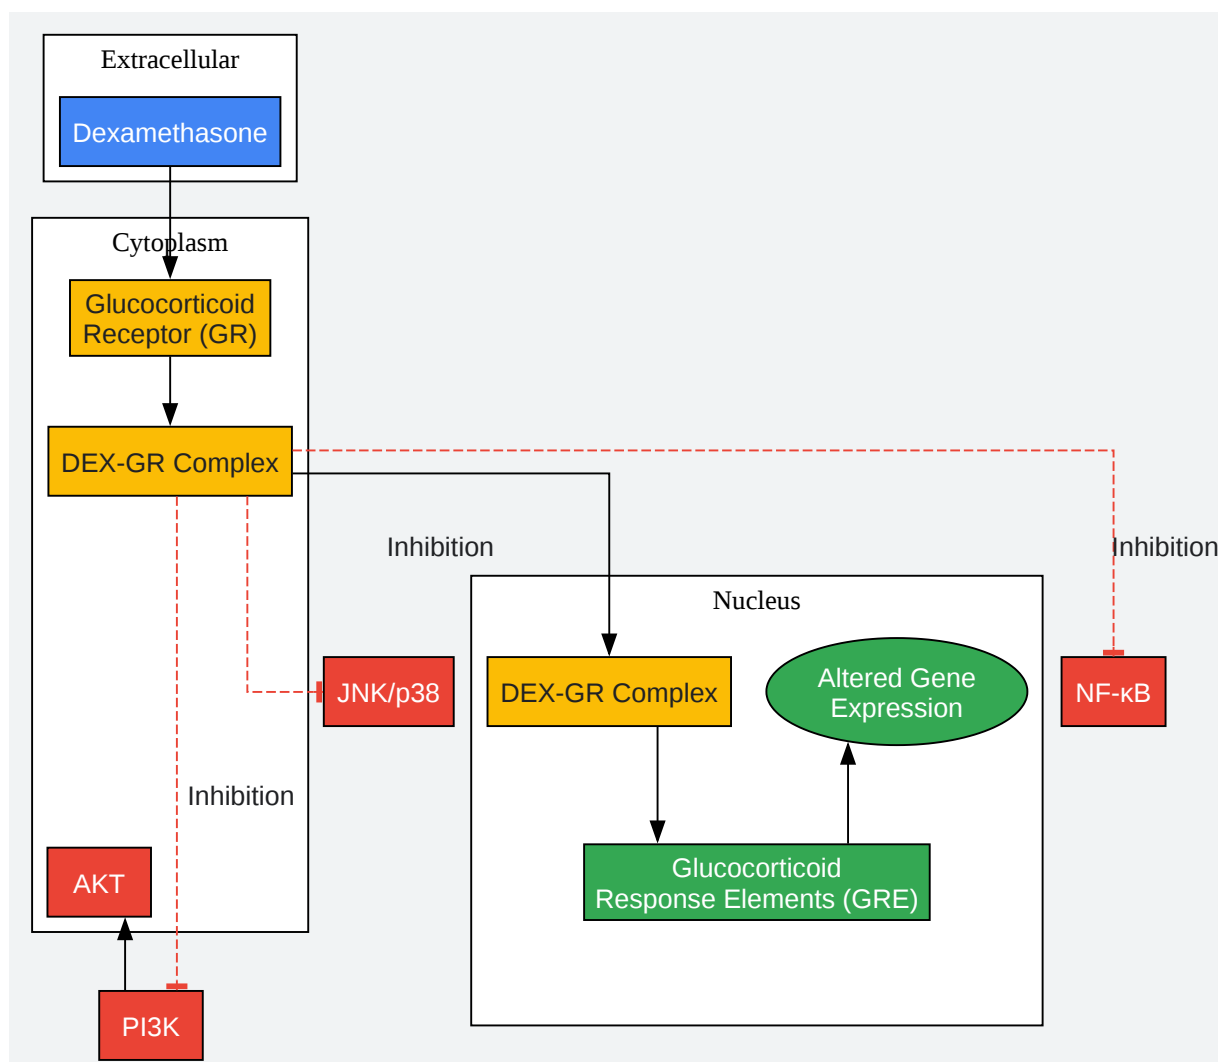 Extracellular
Dexamethasone
Cytoplasm
Glucocorticoid
Receptor (GR)
DEX-GR Complex
Inhibition
Inhibition
Nucleus
JNK/p38
DEX-GR Complex
Altered Gene
Expression
NF-κB
Inhibition
AKT
Glucocorticoid
Response Elements (GRE)
PI3K